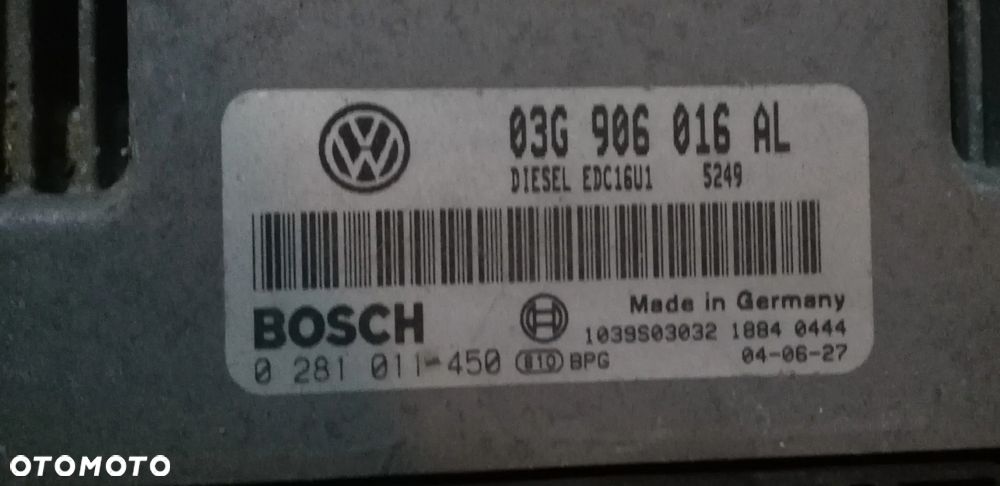 03G 906 016 AL
DIESEL EDC16U1 5249
BOSCH
Made in Germany
1039S03032 1884 0444
0 281 011-450 810 BPG
04-06-27
OTOMOTO